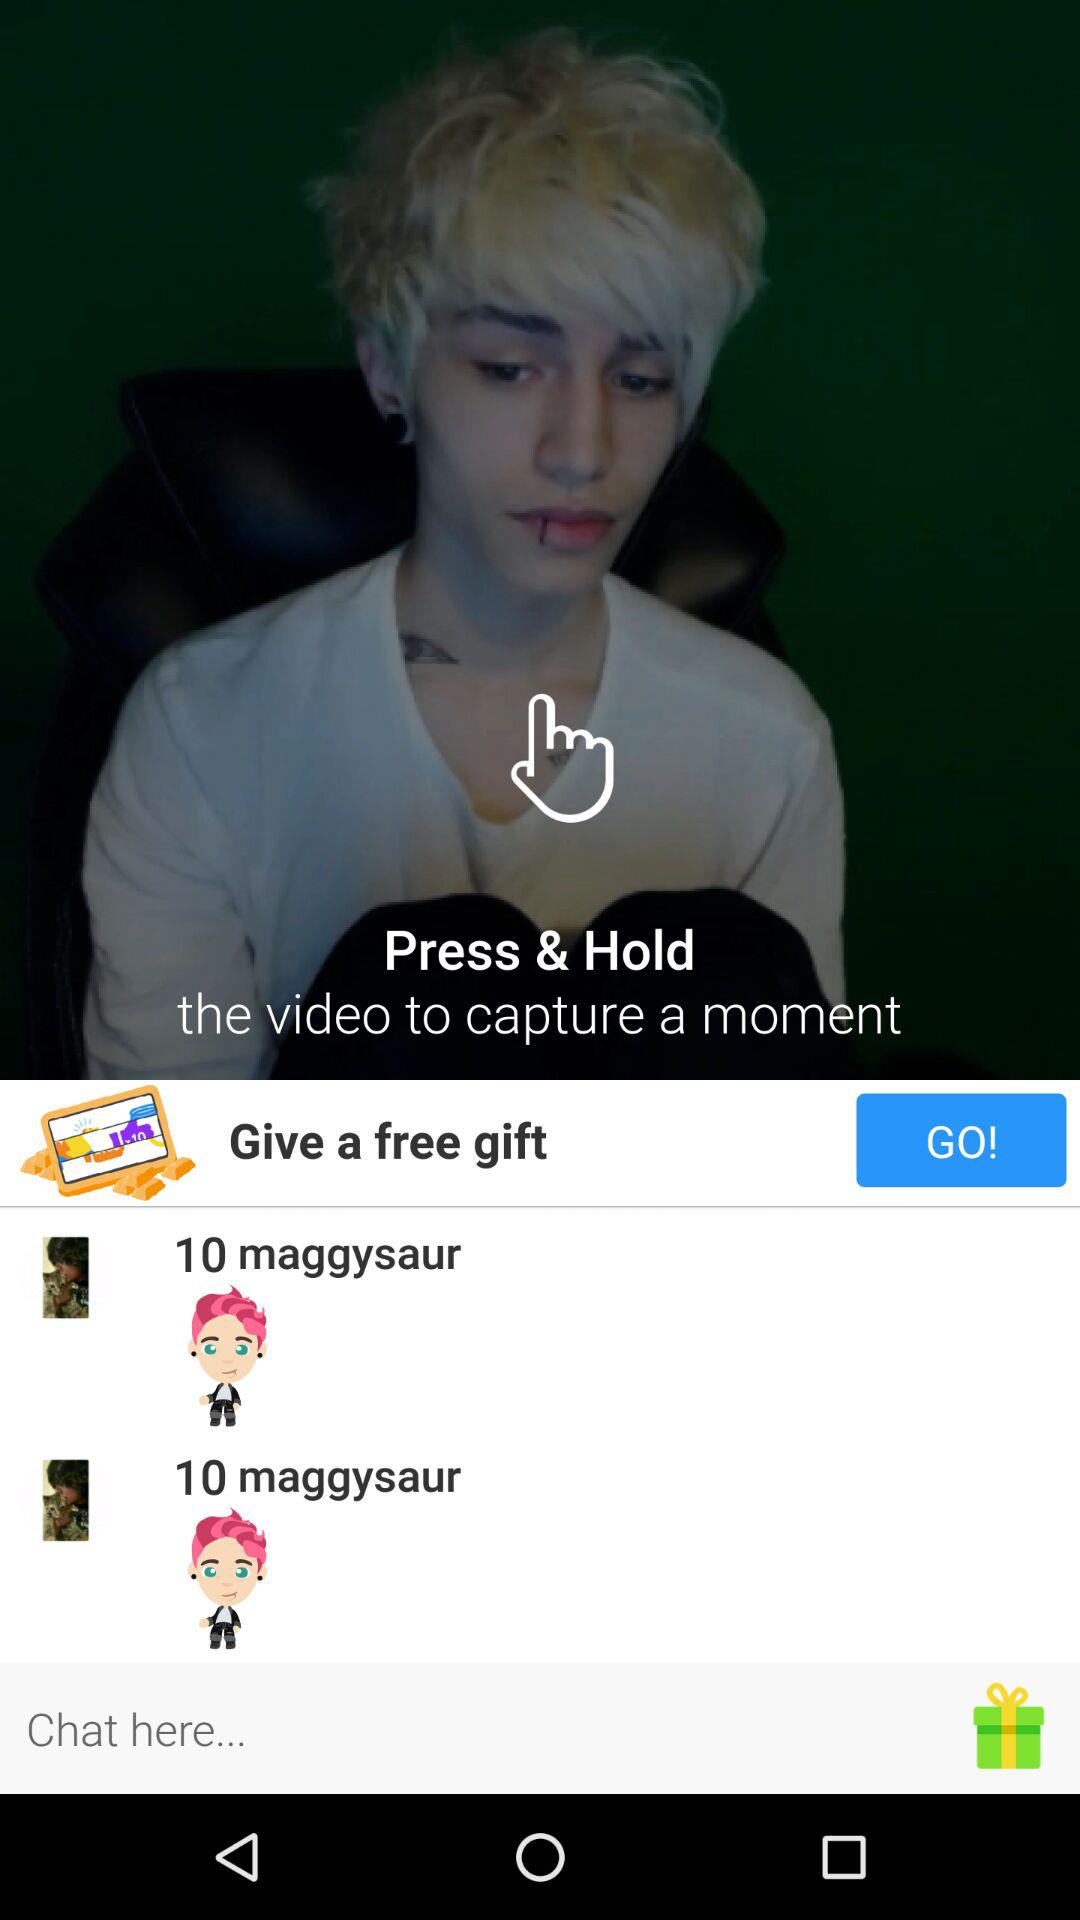 Press & Hold
the video to capture a moment
Give a free gift
GO!
10 maggysaur
10 maggysaur
Chat here...